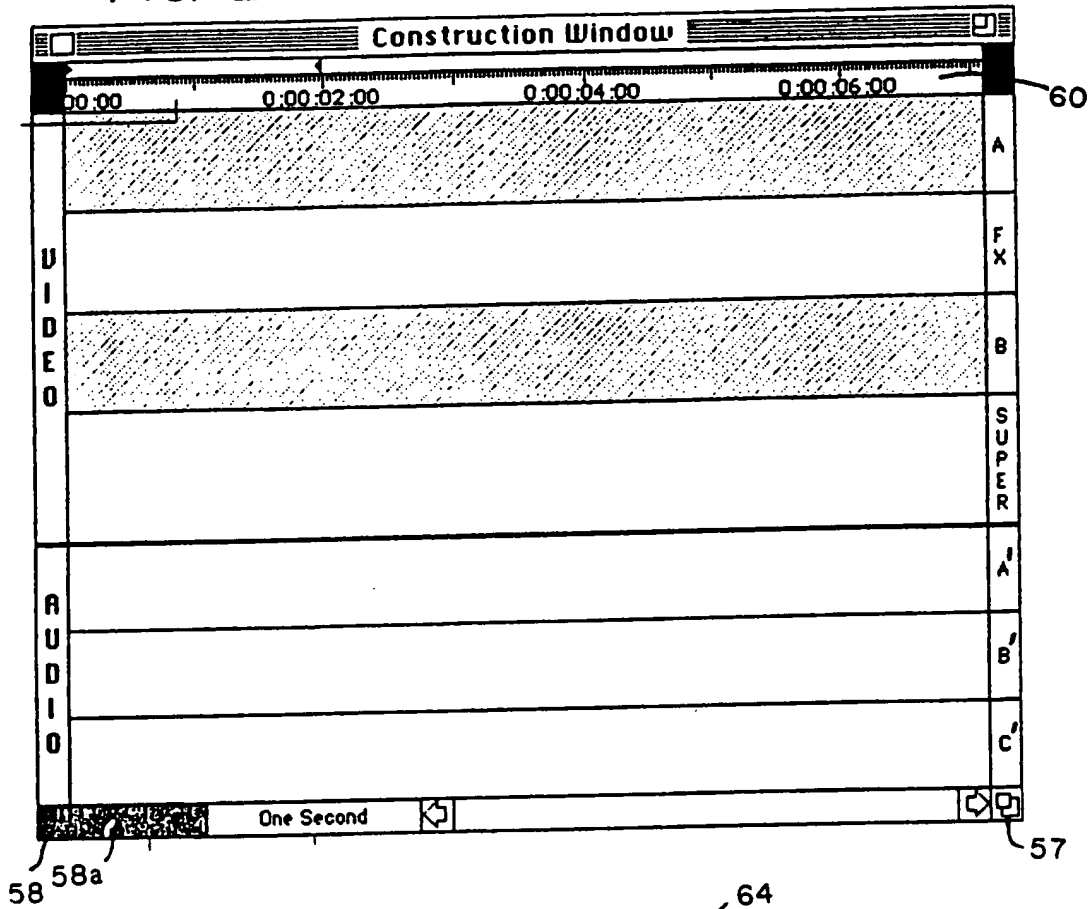 Construction Window
00:00 0:00:02:00 0:00:04:00 0:00:06:00
60
VIDEO
A
FX
B
SUPER
AUDIO
A'
B'
C'
One Second
57
58 58a
64